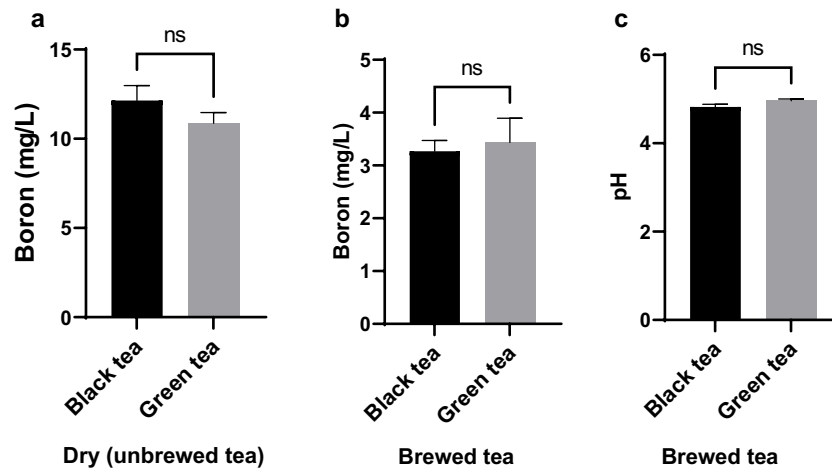 a
ns
15
10
5
0
Boron (mg/L)
Black tea
Green tea
Dry (unbrewed tea)
b
ns
5
4
3
2
1
0
Boron (mg/L)
Black tea
Green tea
Brewed tea
c
ns
6
4
2
0
pH
Black tea
Green tea
Brewed tea